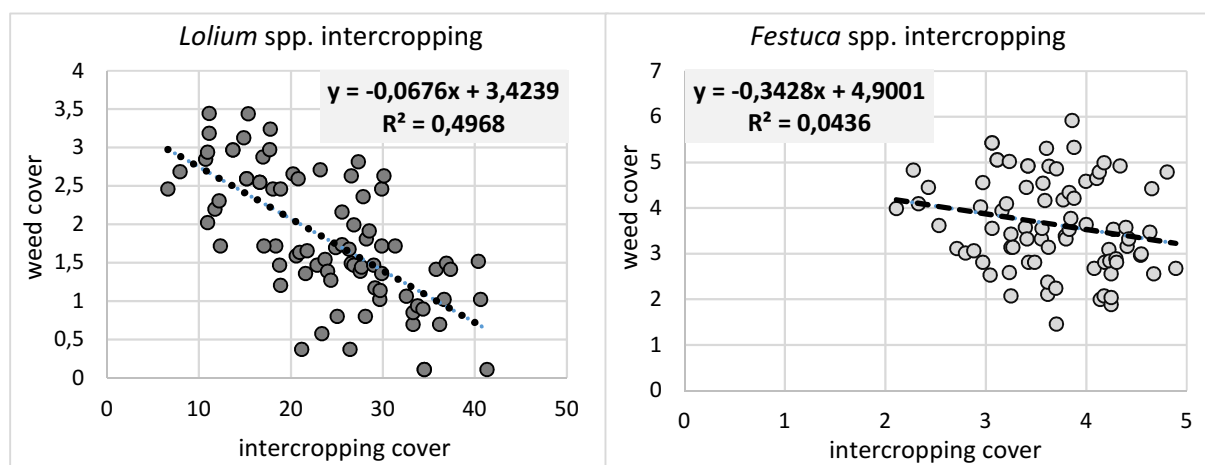 Lolium spp. intercropping
y = -0,0676x + 3,4239
R² = 0,4968
weed cover
4
3,5
3
2,5
2
1,5
1
0,5
0
0 10 20 30 40 50
intercropping cover
Festuca spp. intercropping
y = -0,3428x + 4,9001
R² = 0,0436
weed cover
7
6
5
4
3
2
1
0
0 1 2 3 4 5
intercropping cover